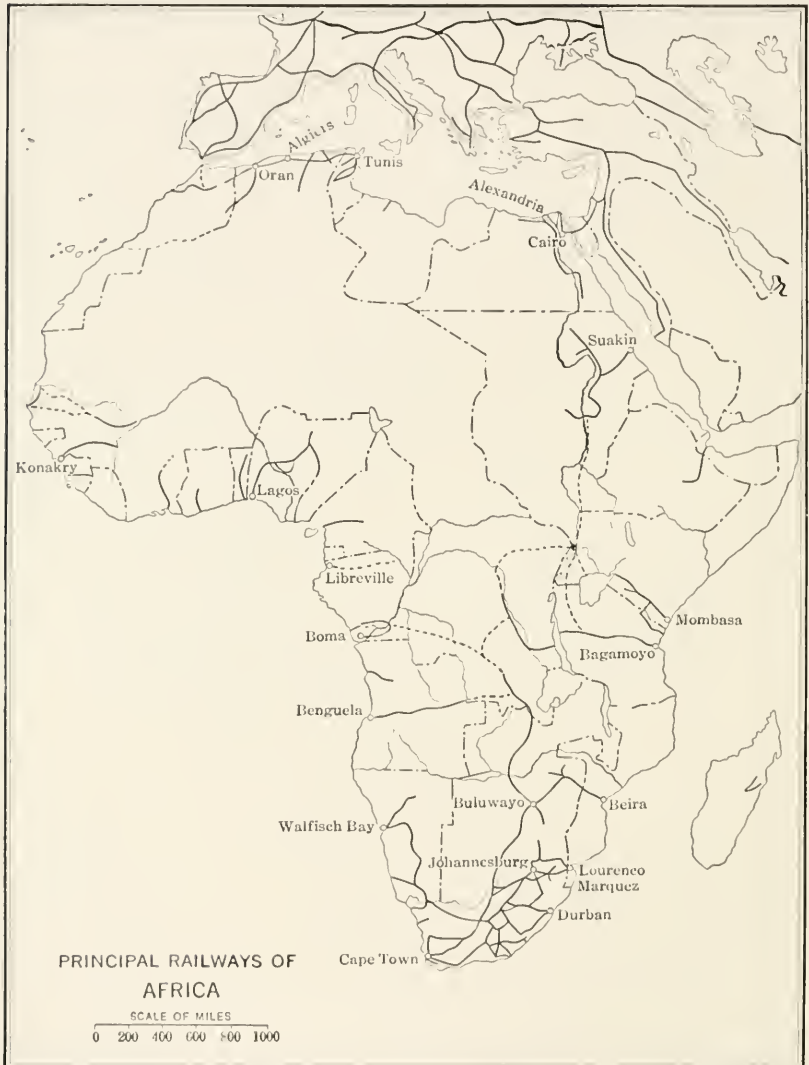 Algiers
Oran
Tunis
Alexandria
Cairo
Suakin
Konakry
Lagos
Libreville
Boma
Mombasa
Bagamoyo
Benguela
Buluwayo
Beira
Walfisch Bay
Johannesburg
Lourenco
Marquez
Durban
Cape Town
PRINCIPAL RAILWAYS OF
AFRICA
SCALE OF MILES
0 200 400 600 800 1000